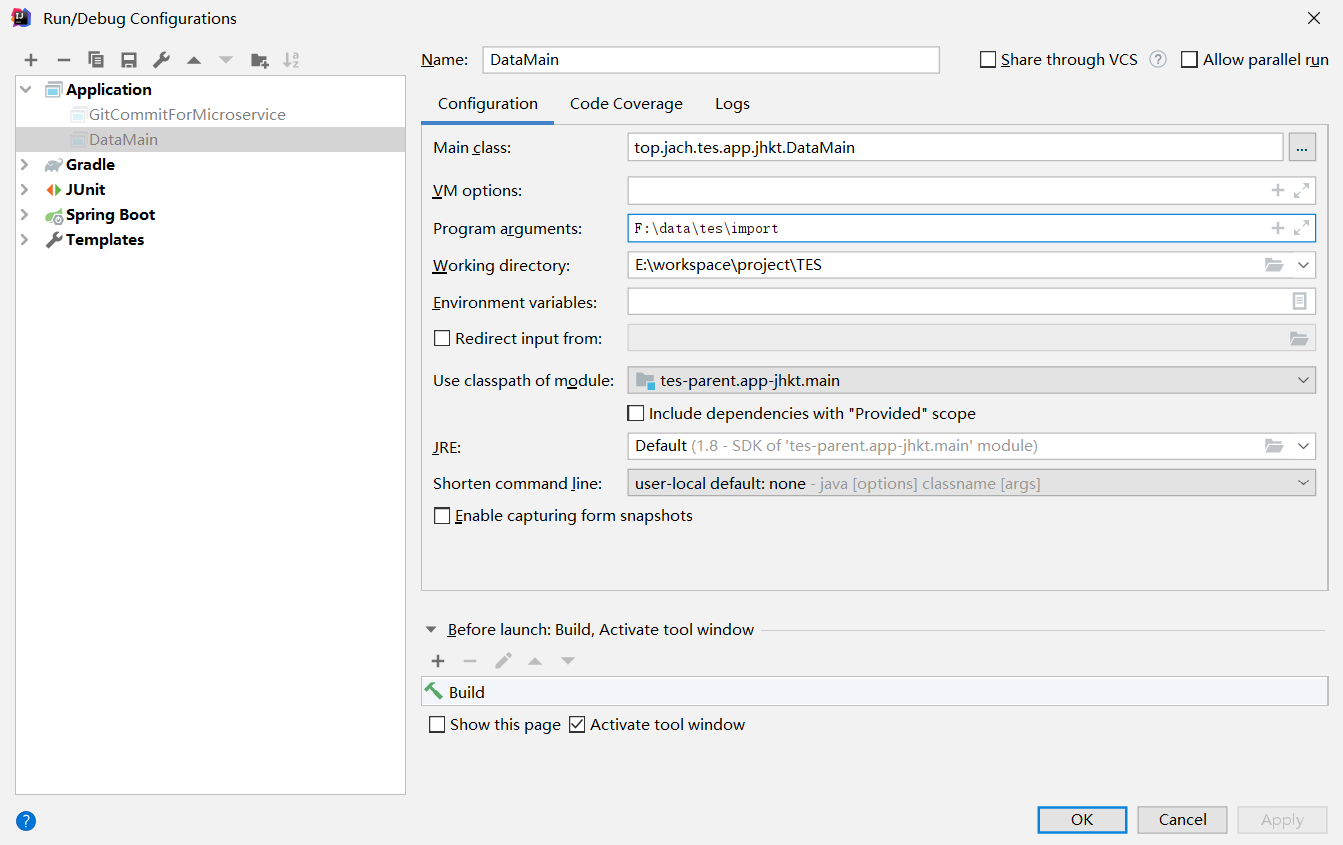 Run/Debug Configurations
Name: DataMain Share through VCS ? Allow parallel run
Application
GitCommitForMicroservice
DataMain
Gradle
JUnit
Spring Boot
Templates
Configuration Code Coverage Logs
Main class: top.jach.tes.app.jhkt.DataMain ...
VM options:
Program arguments: F:\data\tes\import
Working directory: E:\workspace\project\TES
Environment variables:
Redirect input from:
Use classpath of module: tes-parent.app-jhkt.main
Include dependencies with "Provided" scope
JRE: Default (1.8 - SDK of 'tes-parent.app-jhkt.main' module)
Shorten command line: user-local default: none - java [options] classname [args]
Enable capturing form snapshots
Before launch: Build, Activate tool window
Build
Show this page Activate tool window
? OK Cancel Apply